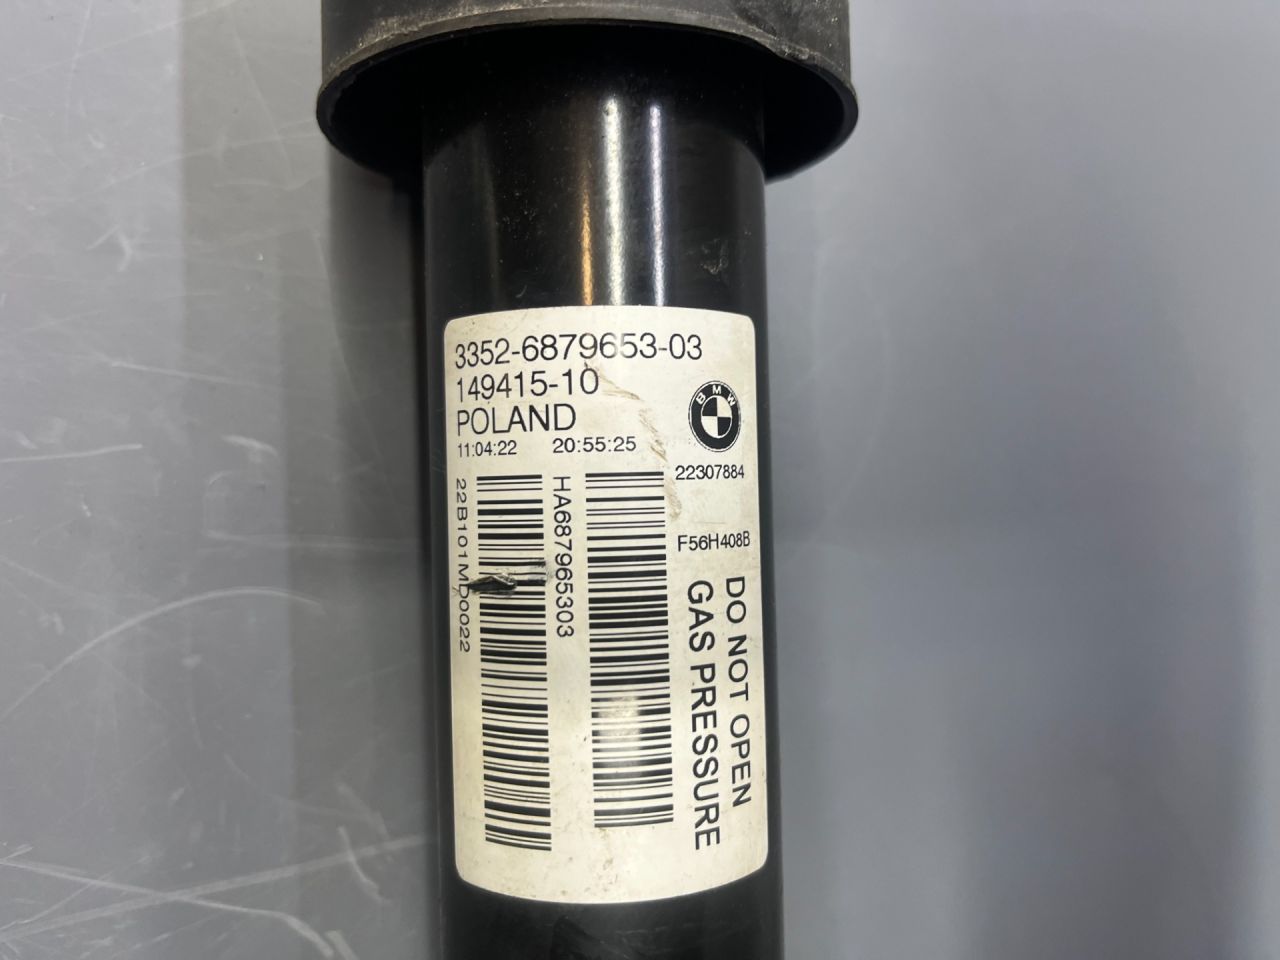 3352-6879653-03
149415-10
POLAND
11:04:22 20:55:25
BMW
22307884
22B101MD0022
HA687965303
F56H408B
DO NOT OPEN
GAS PRESSURE